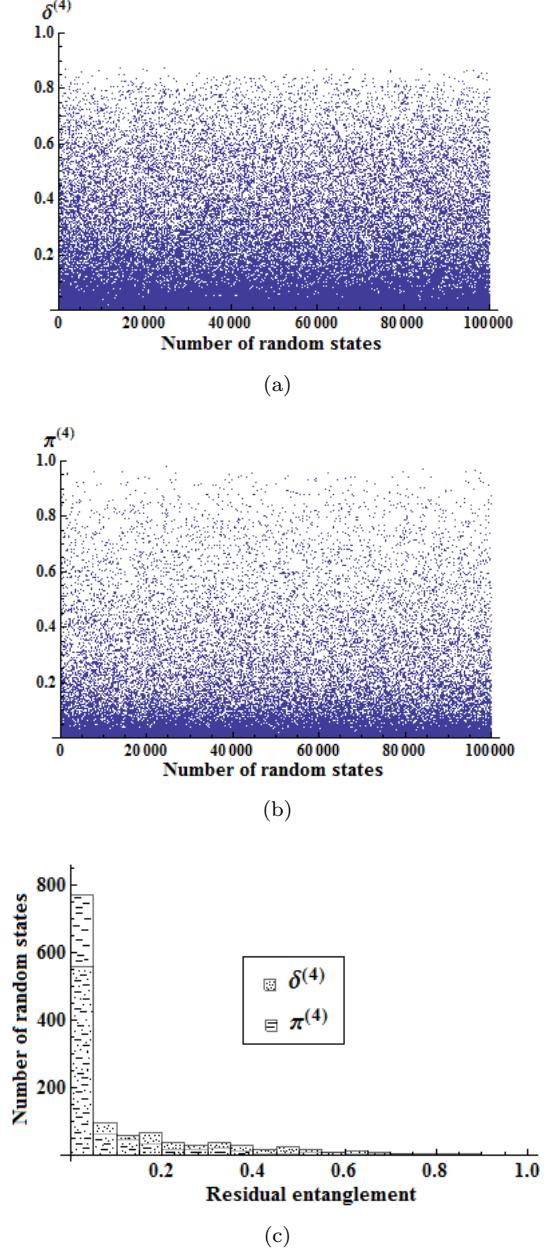 δ(4)
1.0
0.8
0.6
0.4
0.2
0 20 000 40 000 60 000 80 000 100 000
Number of random states
(a)
π(4)
1.0
0.8
0.6
0.4
0.2
0 20 000 40 000 60 000 80 000 100 000
Number of random states
(b)
Number of random states
800
600
400
200
δ(4)
π(4)
0.2 0.4 0.6 0.8 1.0
Residual entanglement
(c)